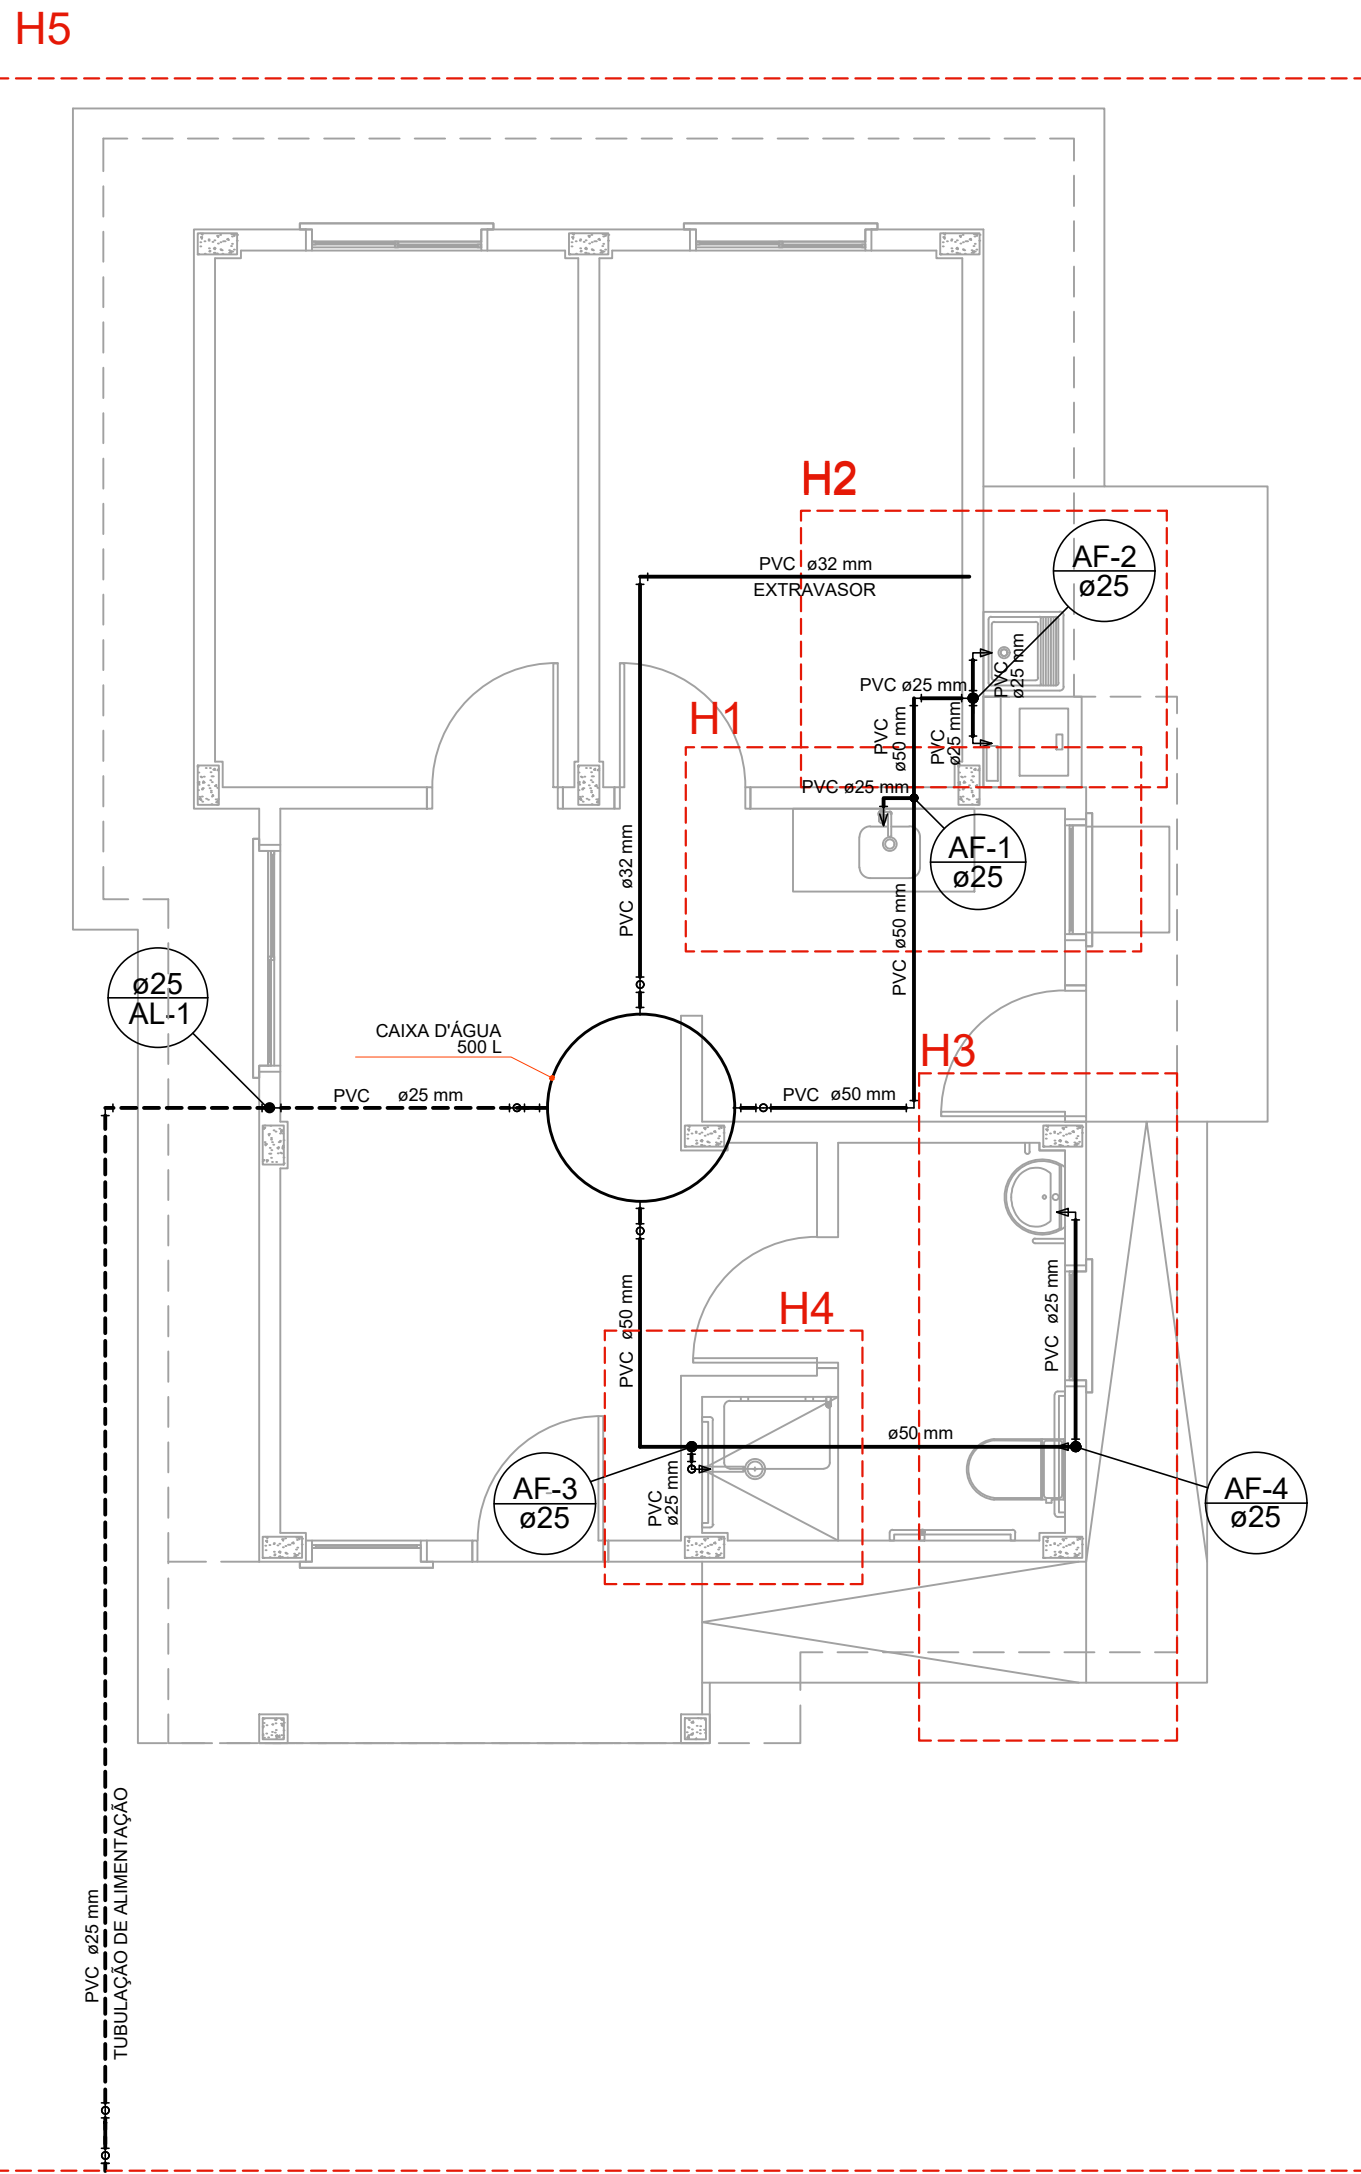 H5
H2
PVC ø32 mm
EXTRAVASOR
AF-2
ø25
PVC
ø25 mm
PVC ø25 mm
H1
PVC
ø50 mm
PVC
ø25 mm
PVC ø25 mm
AF-1
ø25
PVC ø32 mm
PVC ø50 mm
ø25
AL-1
CAIXA D'ÁGUA
500 L
H3
PVC ø25 mm
PVC ø50 mm
H4
PVC ø50 mm
PVC ø25 mm
ø50 mm
AF-3
ø25
PVC
ø25 mm
AF-4
ø25
PVC ø25 mm
TUBULAÇÃO DE ALIMENTAÇÃO